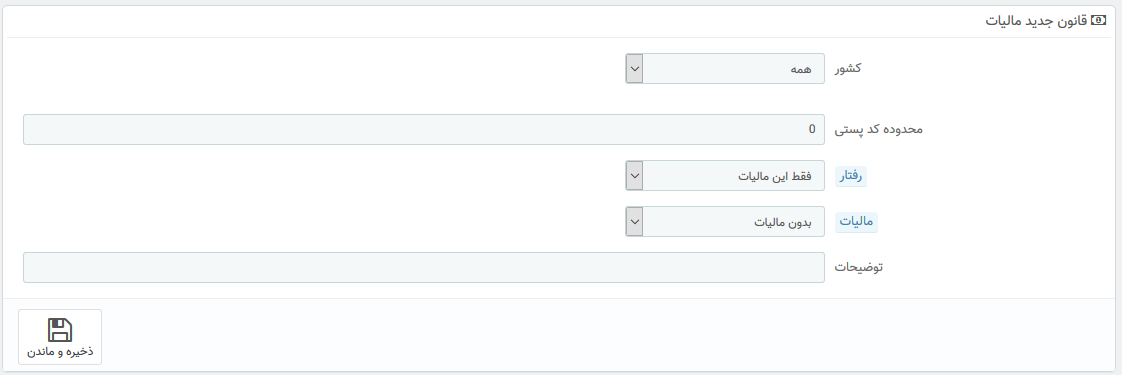 قانون جدید مالیات
کشور
همه
محدوده کد پستی
0
رفتار
فقط این مالیات
مالیات
بدون مالیات
توضیحات
ذخیره و ماندن